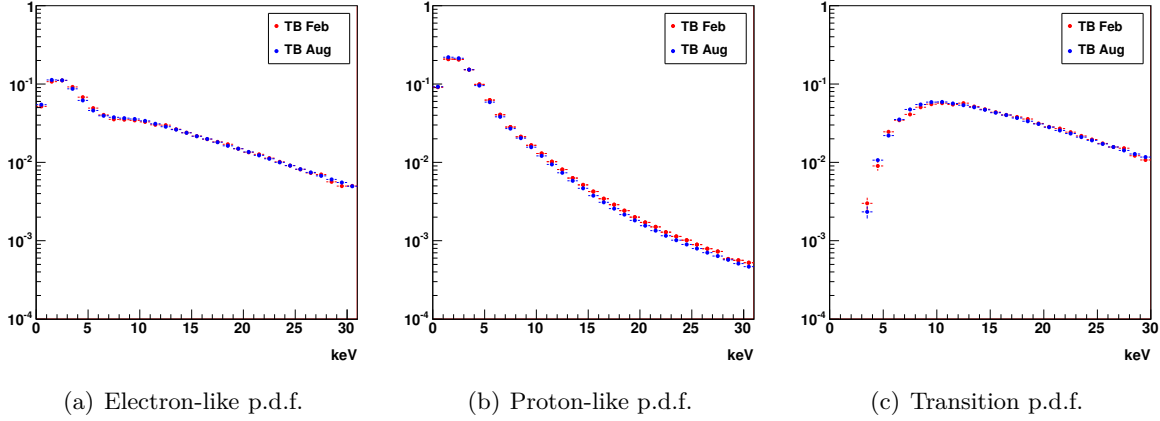 1
10⁻¹
10⁻²
10⁻³
10⁻⁴
0 5 10 15 20 25 30
keV
TB Feb
TB Aug
(a) Electron-like p.d.f.
1
10⁻¹
10⁻²
10⁻³
10⁻⁴
0 5 10 15 20 25 30
keV
TB Feb
TB Aug
(b) Proton-like p.d.f.
1
10⁻¹
10⁻²
10⁻³
10⁻⁴
0 5 10 15 20 25 30
keV
TB Feb
TB Aug
(c) Transition p.d.f.